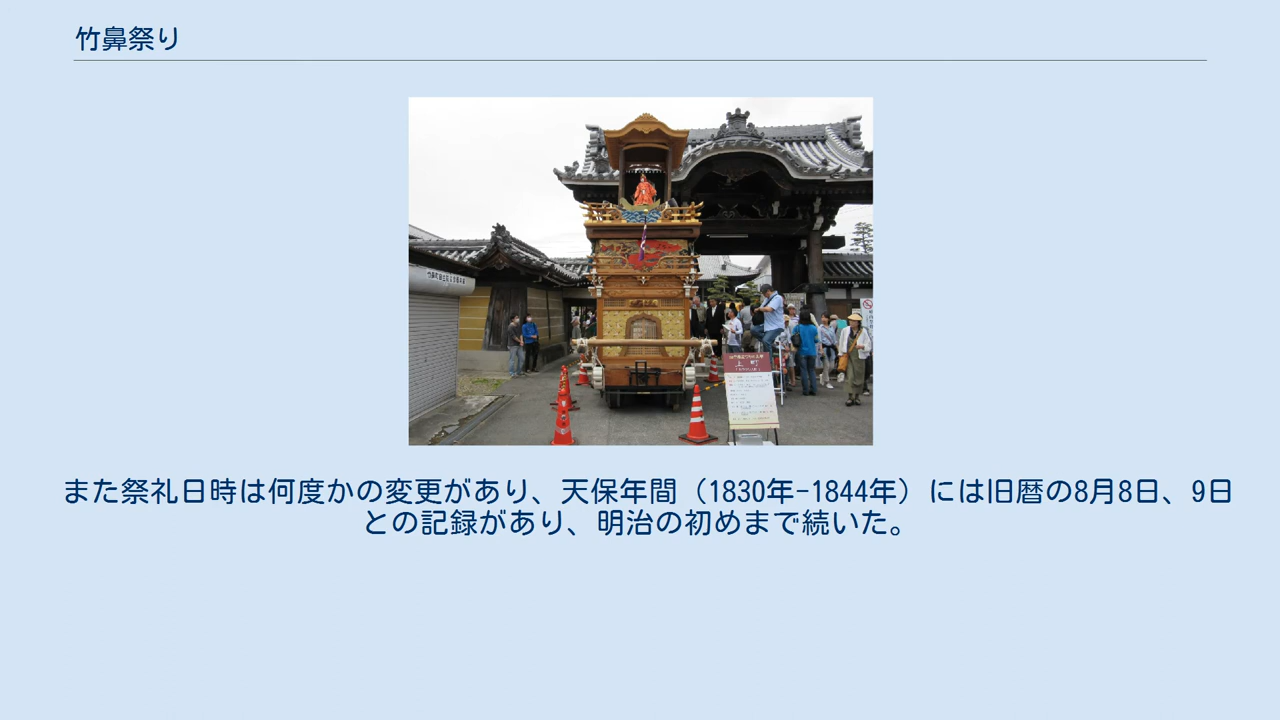 竹鼻祭り
上町
また祭礼日時は何度かの変更があり、天保年間（1830年-1844年）には旧暦の8月8日、9日
との記録があり、明治の初めまで続いた。